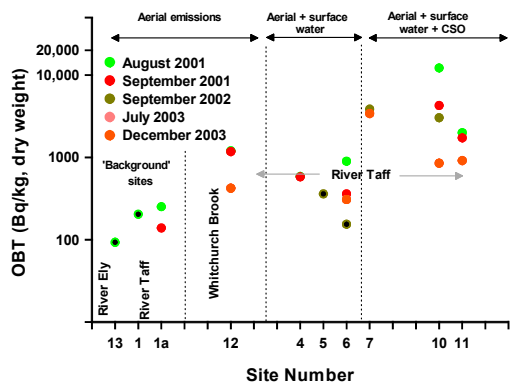 Aerial emissions
Aerial + surface
water
Aerial + surface
water + CSO
20,000
10,000
1000
100
OBT (Bq/kg, dry weight)
August 2001
September 2001
September 2002
July 2003
December 2003
'Background'
sites
River Taff
River Ely
River Taff
Whitchurch Brook
13 1 1a 12 4 5 6 7 10 11
Site Number